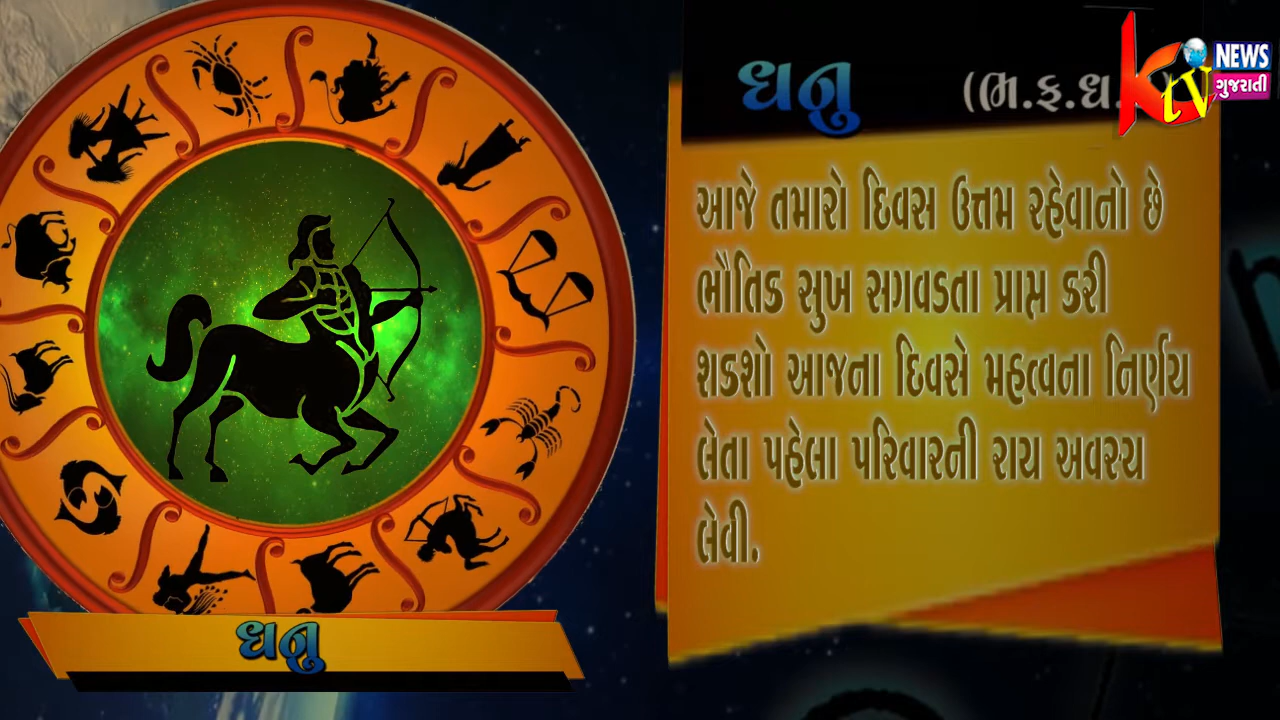 ધનુ
(ભ.ફ.ધ.
Ktv NEWS
ગુજરાતી
આજે તમારો દિવસ ઉત્તમ રહેવાનો છે
ભૌતિક સુખ સગવડતા પ્રાપ્ત કરી
શકશો આજના દિવસે મહત્વના નિર્ણય
લેતા પહેલા પરિવારની રાય અવશ્ય
લેવી.
ધનુ